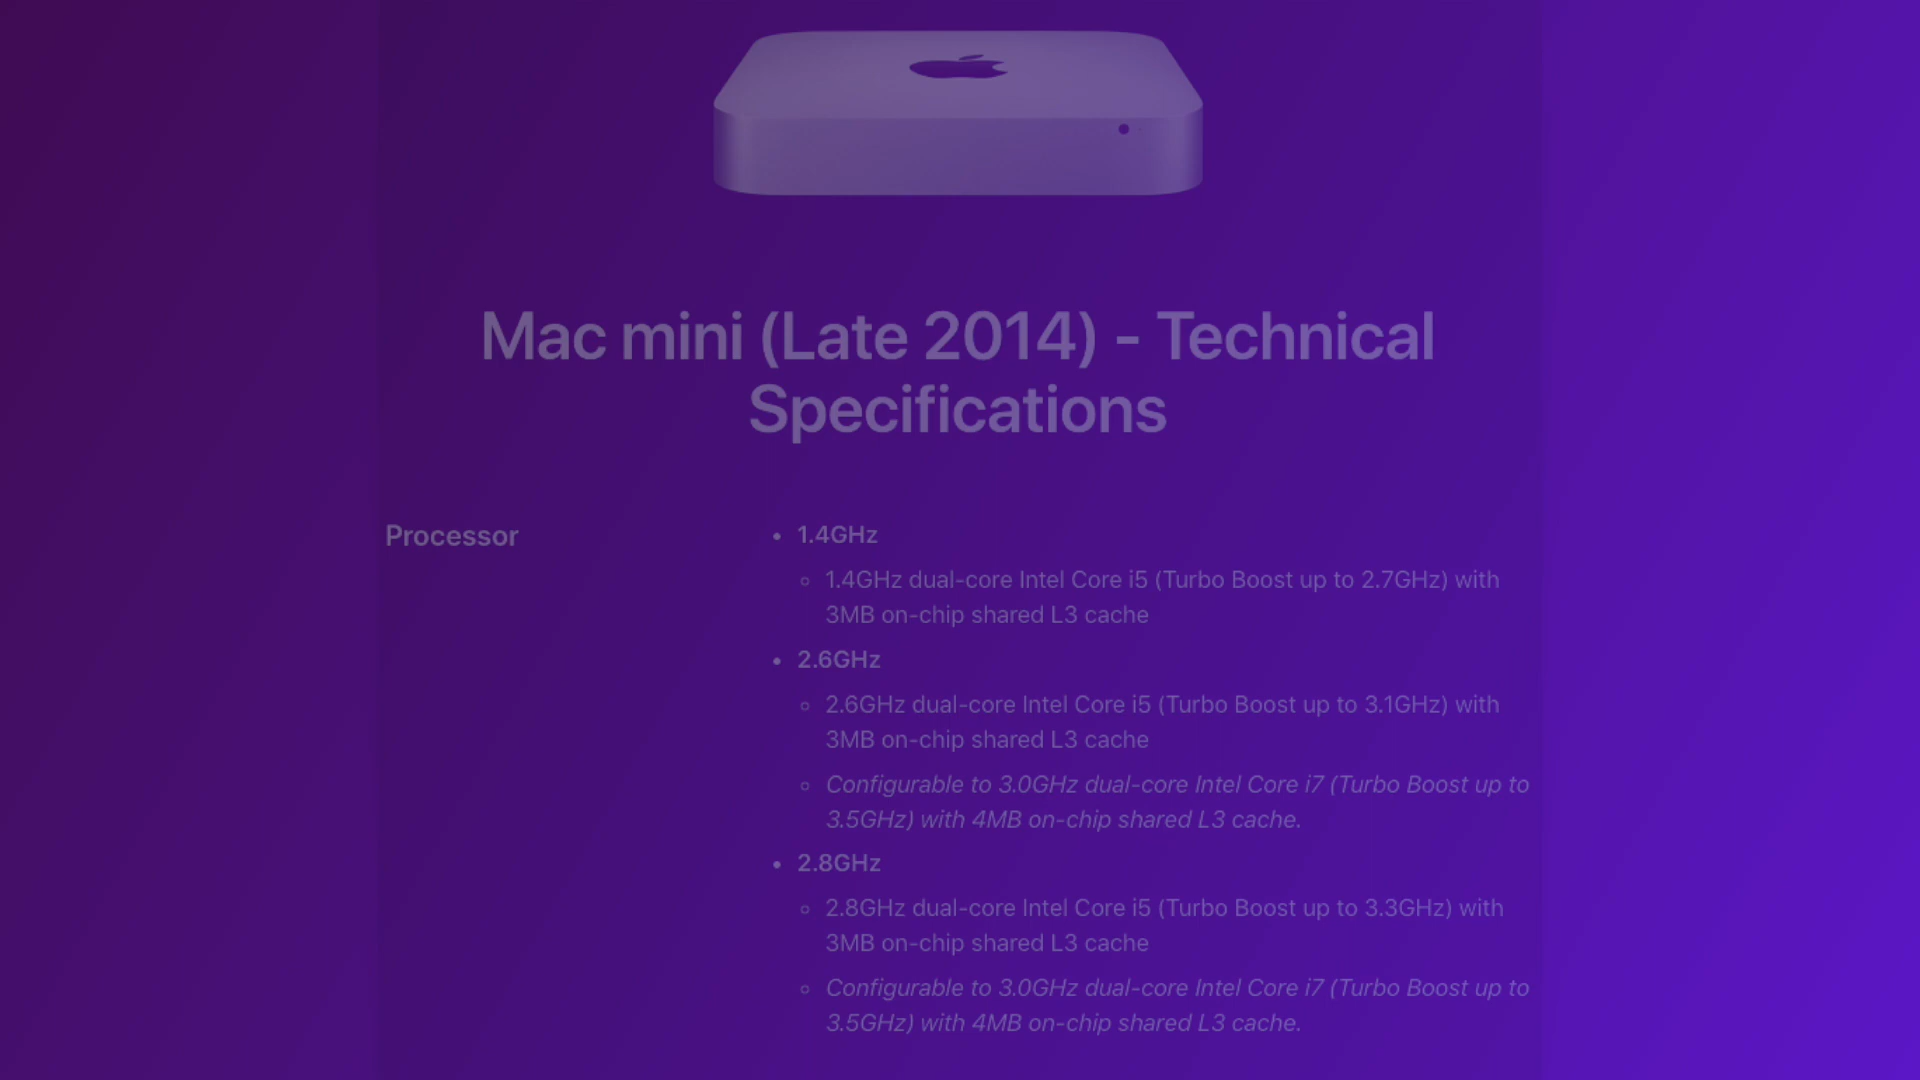 Mac mini (Late 2014) - Technical
Specifications
Processor
• 1.4GHz
◦ 1.4GHz dual-core Intel Core i5 (Turbo Boost up to 2.7GHz) with
3MB on-chip shared L3 cache
• 2.6GHz
◦ 2.6GHz dual-core Intel Core i5 (Turbo Boost up to 3.1GHz) with
3MB on-chip shared L3 cache
◦ Configurable to 3.0GHz dual-core Intel Core i7 (Turbo Boost up to
3.5GHz) with 4MB on-chip shared L3 cache.
• 2.8GHz
◦ 2.8GHz dual-core Intel Core i5 (Turbo Boost up to 3.3GHz) with
3MB on-chip shared L3 cache
◦ Configurable to 3.0GHz dual-core Intel Core i7 (Turbo Boost up to
3.5GHz) with 4MB on-chip shared L3 cache.